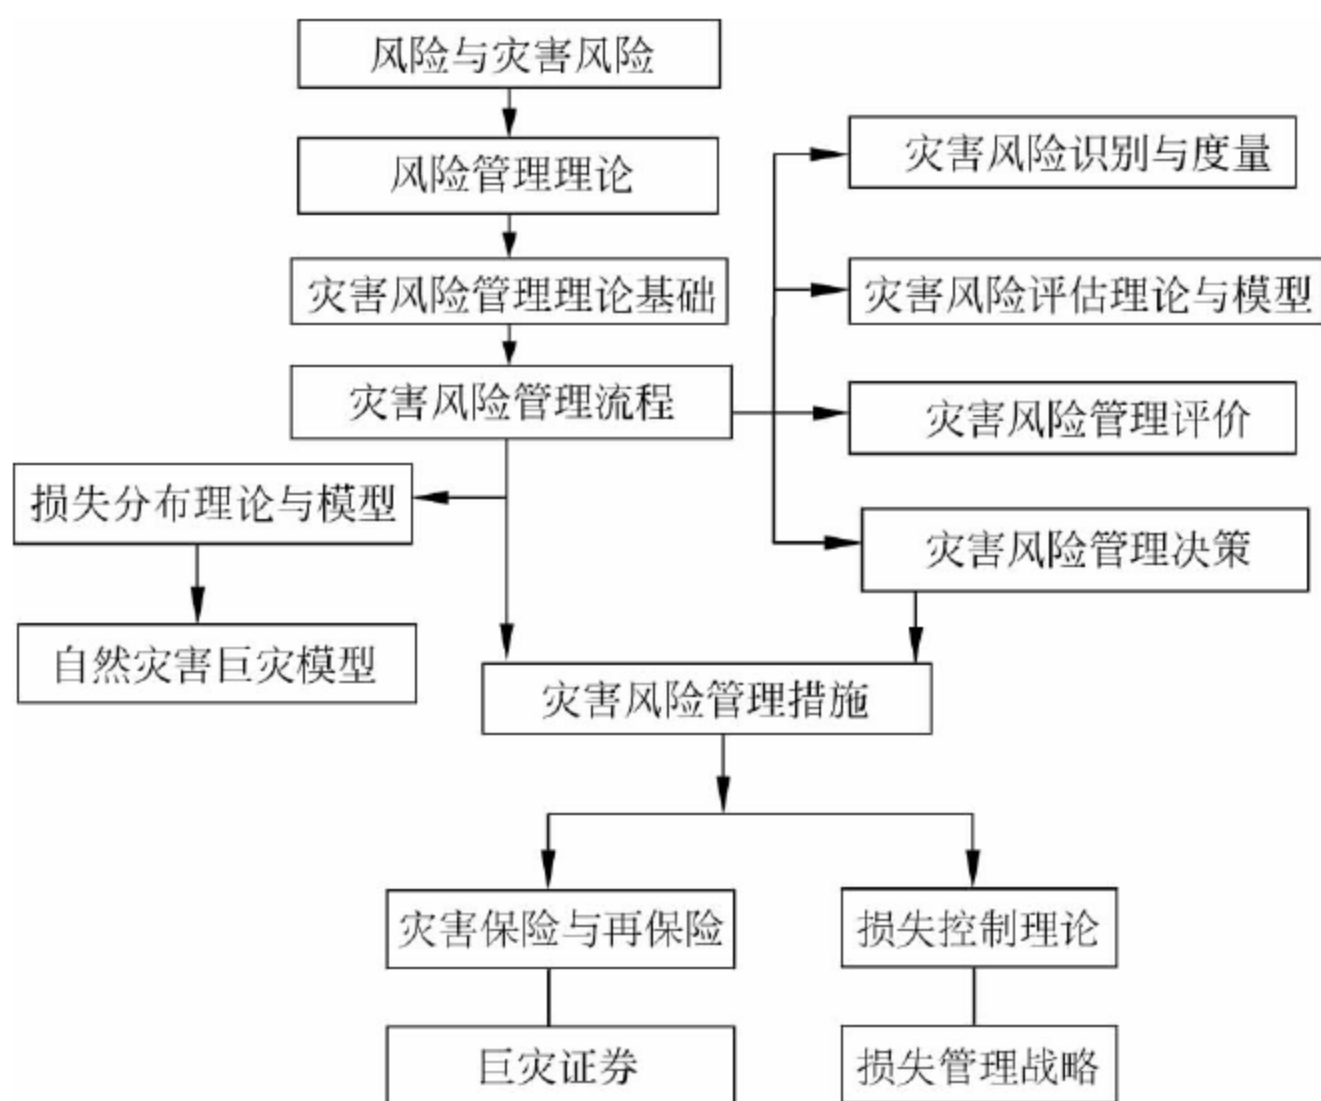 风险与灾害风险
风险管理理论
灾害风险管理理论基础
灾害风险管理流程
灾害风险识别与度量
灾害风险评估理论与模型
灾害风险管理评价
灾害风险管理决策
损失分布理论与模型
自然灾害巨灾模型
灾害风险管理措施
灾害保险与再保险
损失控制理论
巨灾证券
损失管理战略